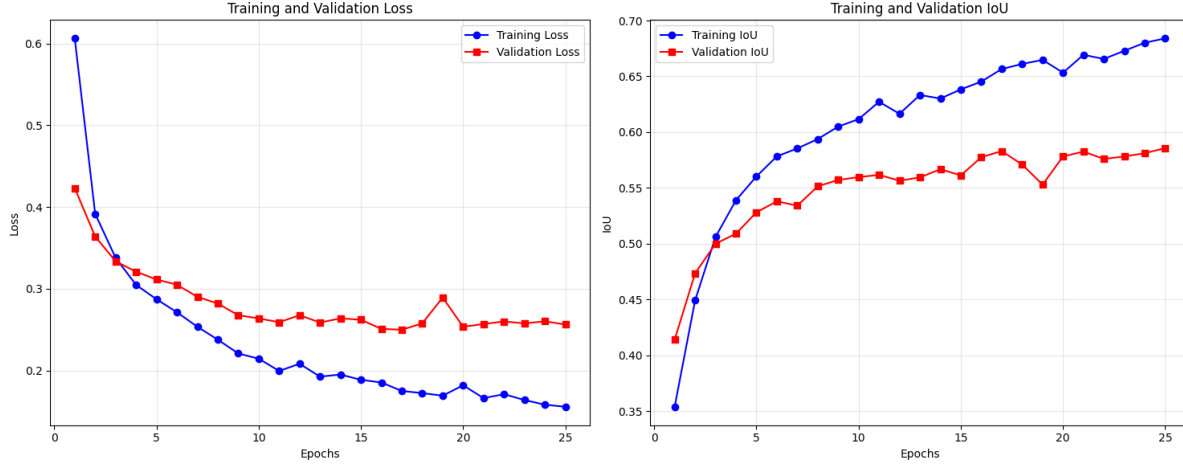 Training and Validation Loss
Training Loss
Validation Loss
0.6
0.5
0.4
0.3
0.2
Loss
0
5
10
15
20
25
Epochs
Training and Validation IoU
Training IoU
Validation IoU
0.70
0.65
0.60
0.55
0.50
0.45
0.40
0.35
IoU
0
5
10
15
20
25
Epochs